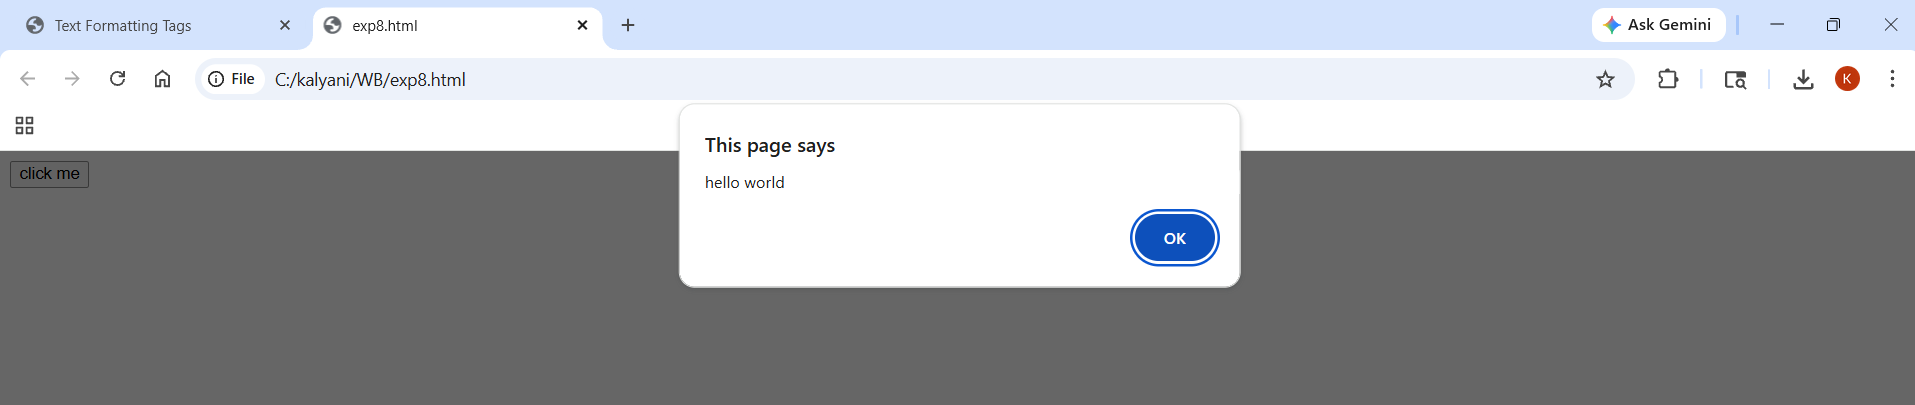 Text Formatting Tags
exp8.html
Ask Gemini
File
C:/kalyani/WB/exp8.html
K
click me
This page says
hello world
OK